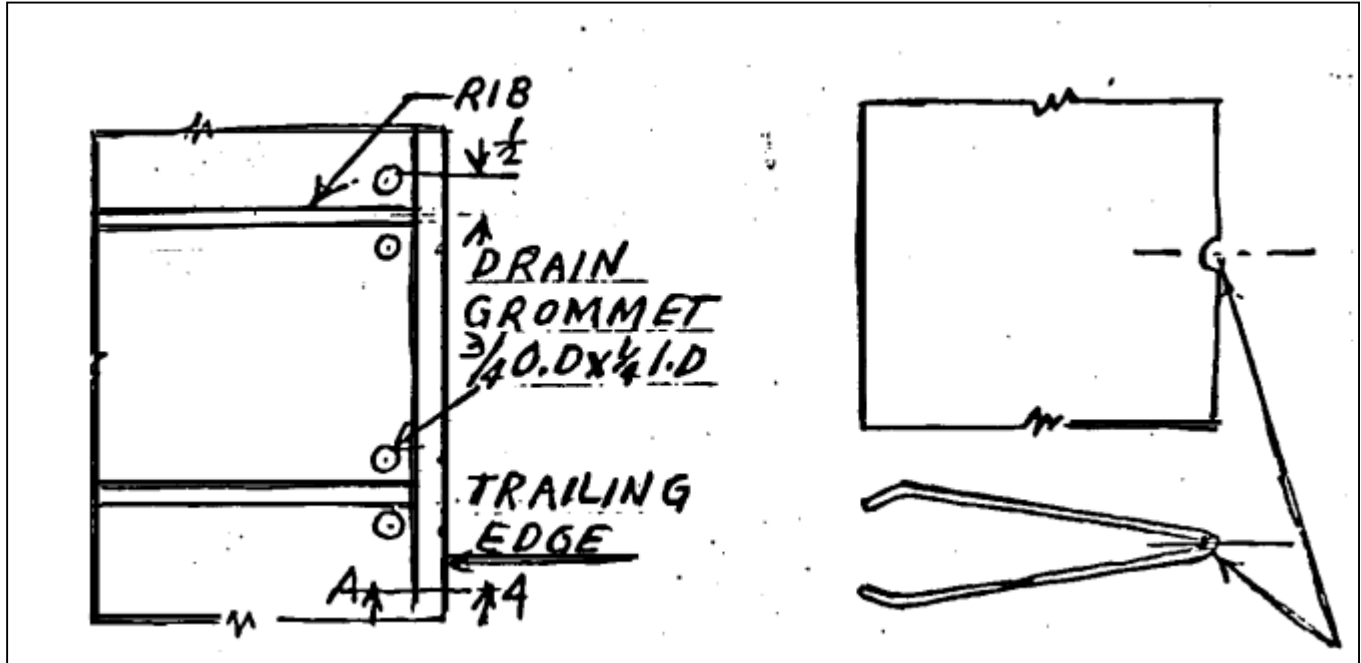 RIB
1/2
DRAIN
GROMMET
3/4 O.D x 1/4 I.D
TRAILING
EDGE
A 4